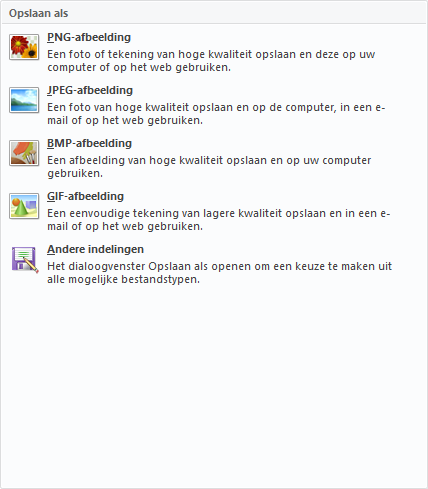 Opslaan als
PNG-afbeelding
Een foto of tekening van hoge kwaliteit opslaan en deze op uw
computer of op het web gebruiken.
JPEG-afbeelding
Een foto van hoge kwaliteit opslaan en op de computer, in een e-
mail of op het web gebruiken.
BMP-afbeelding
Een afbeelding van hoge kwaliteit opslaan en op uw computer
gebruiken.
GIF-afbeelding
Een eenvoudige tekening van lagere kwaliteit opslaan en in een e-
mail of op het web gebruiken.
Andere indelingen
Het dialoogvenster Opslaan als openen om een keuze te maken uit
alle mogelijke bestandstypen.